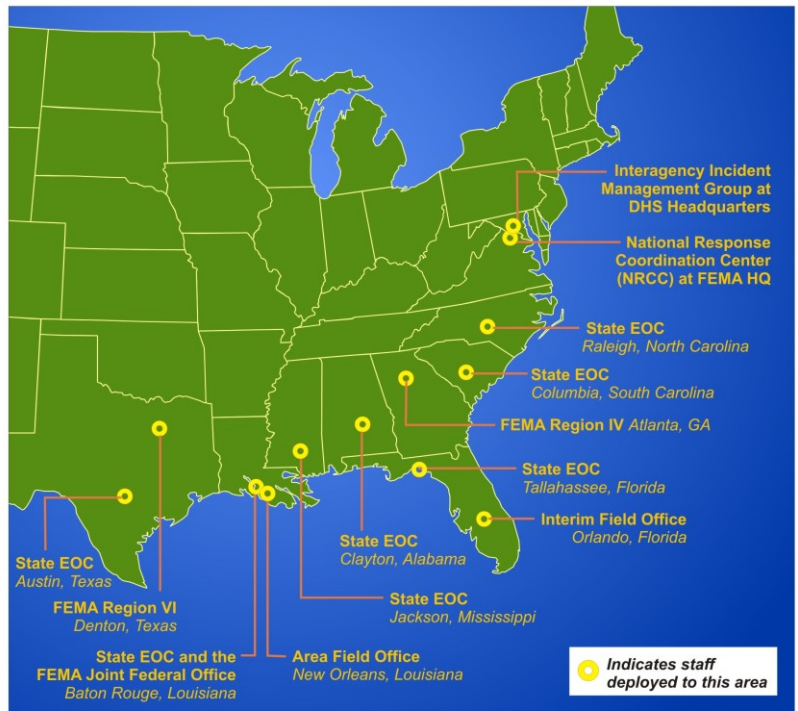 Interagency Incident
Management Group at
DHS Headquarters
National Response
Coordination Center
(NRCC) at FEMA HQ
State EOC
Raleigh, North Carolina
State EOC
Columbia, South Carolina
FEMA Region IV Atlanta, GA
State EOC
Tallahassee, Florida
Interim Field Office
Orlando, Florida
State EOC
Clayton, Alabama
State EOC
Austin, Texas
State EOC
Jackson, Mississippi
FEMA Region VI
Denton, Texas
State EOC and the
FEMA Joint Federal Office
Baton Rouge, Louisiana
Area Field Office
New Orleans, Louisiana
Indicates staff
deployed to this area